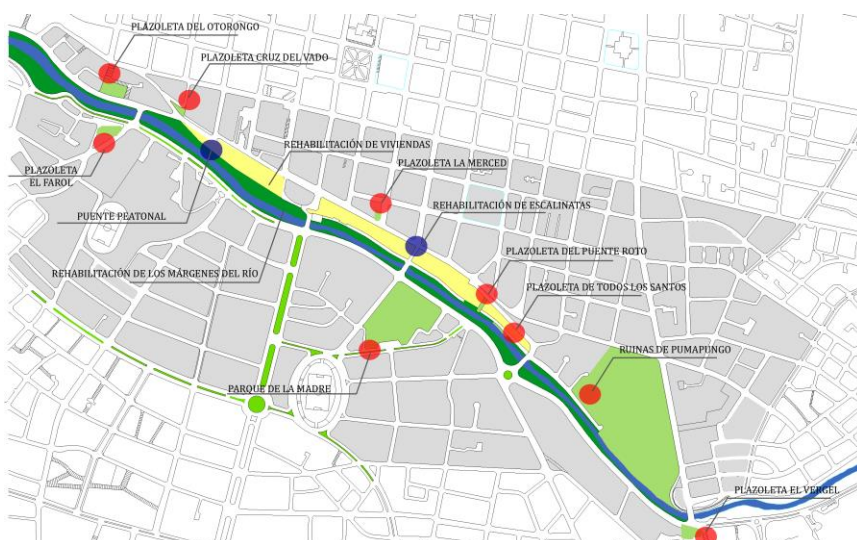 PLAZOLETA DEL OTORONGO
PLAZOLETA CRUZ DEL VADO
REHABILITACIÓN DE VIVIENDAS
PLAZOLETA LA MERCED
PLAZOLETA
EL FAROL
REHABILITACIÓN DE ESCALINATAS
PUENTE PEATONAL
PLAZOLETA DEL PUENTE ROTO
REHABILITACIÓN DE LOS MÁRGENES DEL RÍO
PLAZOLETA DE TODOS LOS SANTOS
RUINAS DE PUMAPUNGO
PARQUE DE LA MADRE
PLAZOLETA EL VERGEL